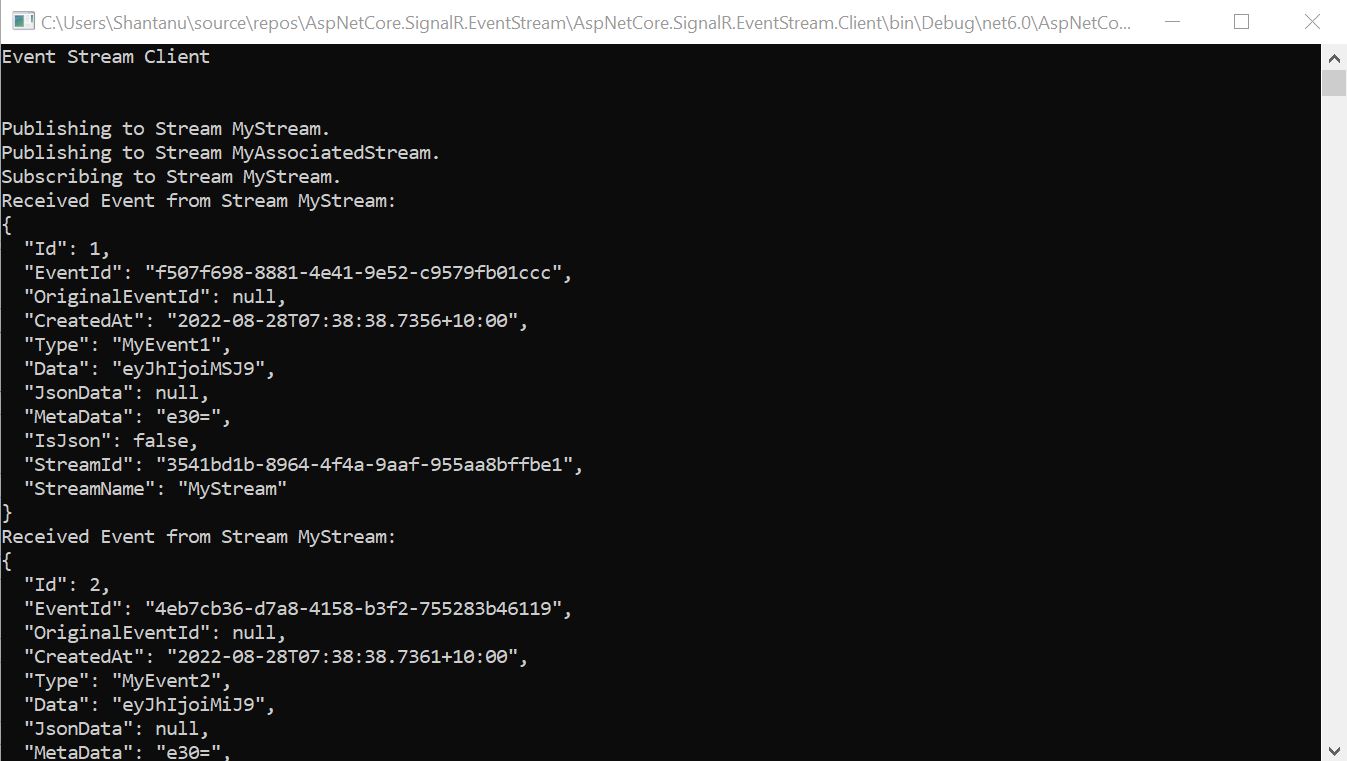 C:\Users\Shantanu\source\repos\AspNetCore.SignalR.EventStream\AspNetCore.SignalR.EventStream.Client\bin\Debug\net6.0\AspNetCo...
Event Stream Client
Publishing to Stream MyStream.
Publishing to Stream MyAssociatedStream.
Subscribing to Stream MyStream.
Received Event from Stream MyStream:
{
  "Id": 1,
  "EventId": "f507f698-8881-4e41-9e52-c9579fb01ccc",
  "OriginalEventId": null,
  "CreatedAt": "2022-08-28T07:38:38.7356+10:00",
  "Type": "MyEvent1",
  "Data": "eyJhIjoiMSJ9",
  "JsonData": null,
  "MetaData": "e30=",
  "IsJson": false,
  "StreamId": "3541bd1b-8964-4f4a-9aaf-955aa8bffbe1",
  "StreamName": "MyStream"
}
Received Event from Stream MyStream:
{
  "Id": 2,
  "EventId": "4eb7cb36-d7a8-4158-b3f2-755283b46119",
  "OriginalEventId": null,
  "CreatedAt": "2022-08-28T07:38:38.7361+10:00",
  "Type": "MyEvent2",
  "Data": "eyJhIjoiMiJ9",
  "JsonData": null,
  "MetaData": "e30=",